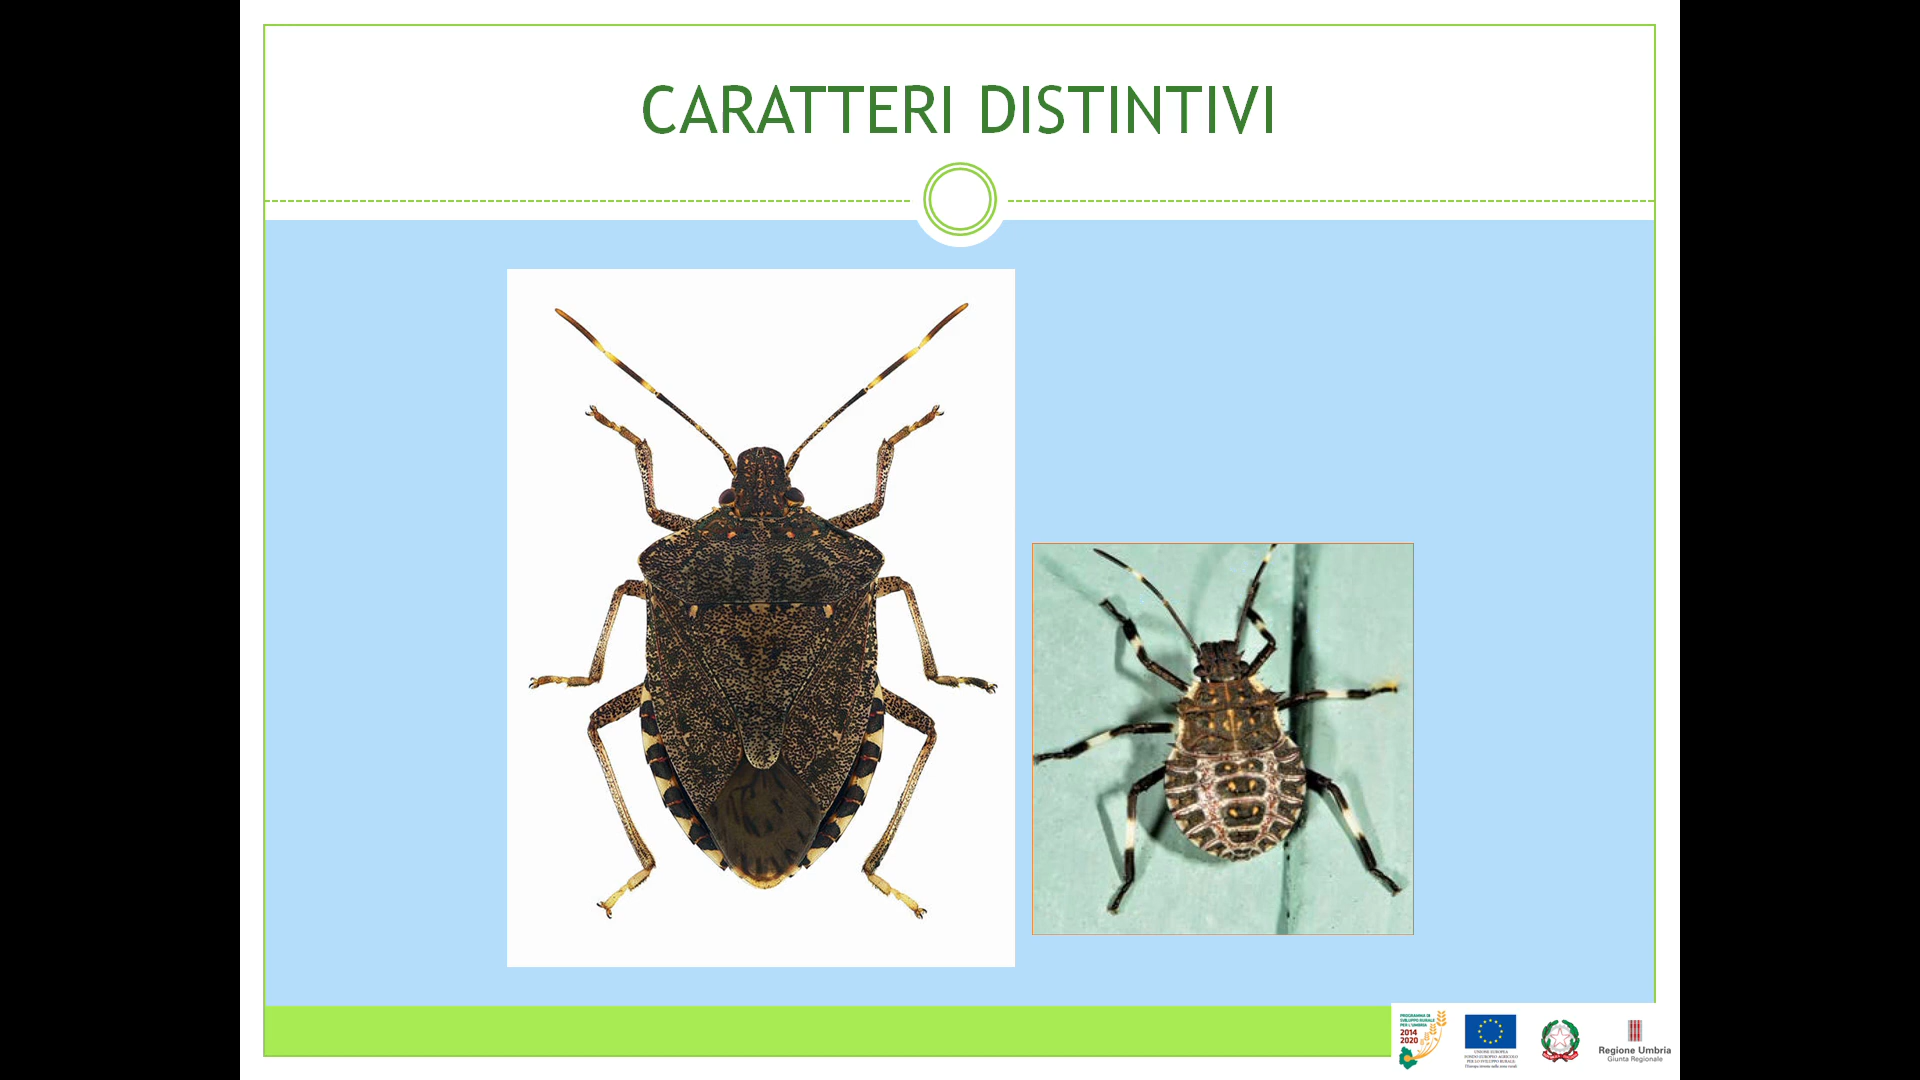 CARATTERI DISTINTIVI
PROGRAMMA DI
SVILUPPO RURALE
PER L'UMBRIA
2014
2020
UNIONE EUROPEA
FONDO EUROPEO AGRICOLO
PER LO SVILUPPO RURALE:
Regione Umbria
Giunta Regionale